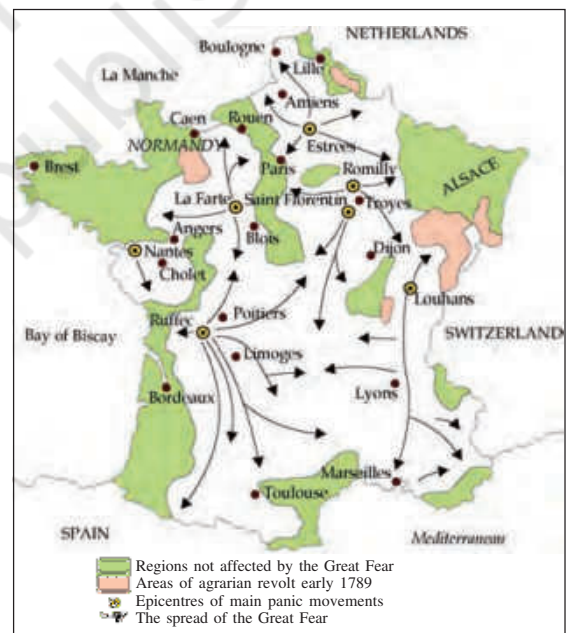 publis
NETHERLANDS
Boulogne
Lille
La Manche
Amiens
Caen
Rouen
NORMANDY
Estrees
Brest
Paris
Romilly
ALSACE
La Farte
Saint Florentin
Troyes
Angers
Blois
Dijon
Nantes
Cholet
Louhans
Ruffec
Poitiers
Bay of Biscay
SWITZERLAND
Limoges
Lyons
Bordeaux
Marseilles
Toulouse
SPAIN
Mediterranean
Regions not affected by the Great Fear
Areas of agrarian revolt early 1789
Epicentres of main panic movements
The spread of the Great Fear